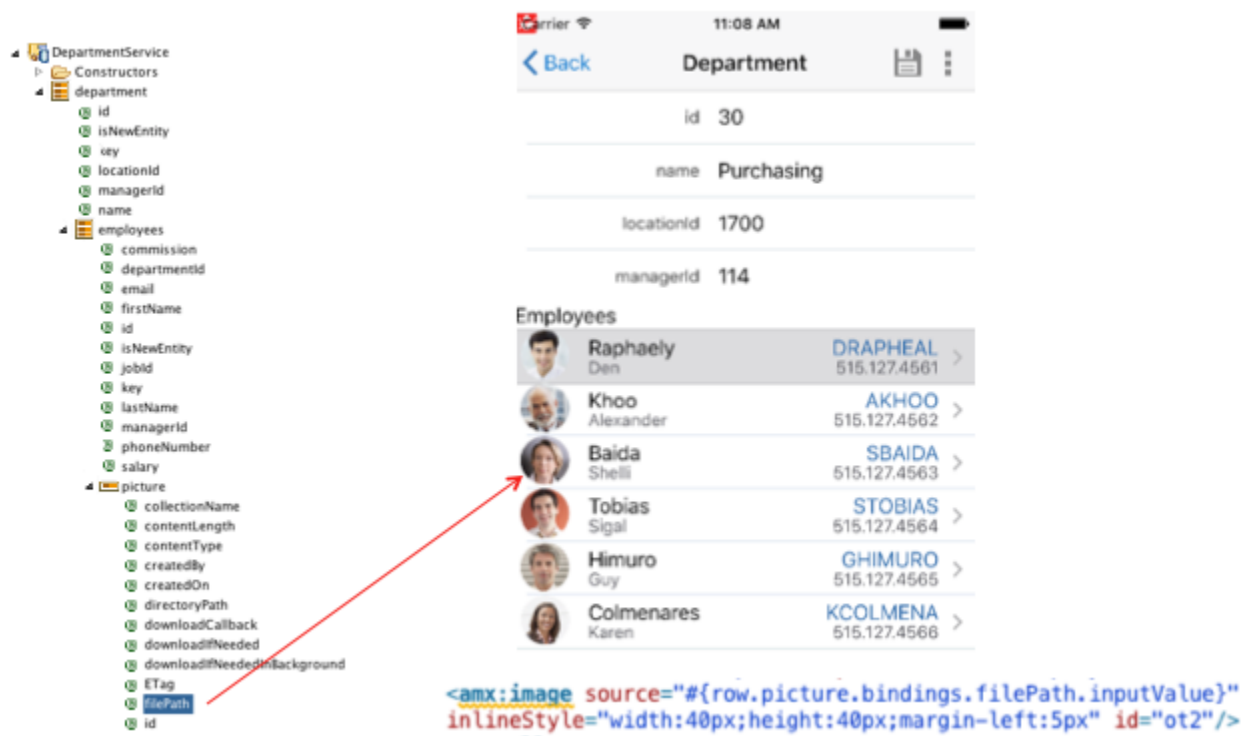 DepartmentService
Constructors
department
id
isNewEntity
key
locationId
managerId
name
employees
commission
departmentId
email
firstName
id
isNewEntity
jobId
key
lastName
managerId
phoneNumber
salary
picture
collectionName
contentLength
contentType
createdBy
createdOn
directoryPath
downloadCallback
downloadIfNeeded
downloadIfNeededInBackground
ETag
filePath
id
Carrier 11:08 AM
Back Department
id 30
name Purchasing
locationId 1700
managerId 114
Employees
Raphaely DRAPHEAL
Den 515.127.4561
Khoo AKHOO
Alexander 515.127.4562
Baida SBAIDA
Shelli 515.127.4563
Tobias STOBIAS
Sigal 515.127.4564
Himuro GHIMURO
Guy 515.127.4565
Colmenares KCOLMENA
Karen 515.127.4566
<amx:image source="#{row.picture.bindings.filePath.inputValue}"
inlineStyle="width:40px;height:40px;margin-left:5px" id="ot2"/>